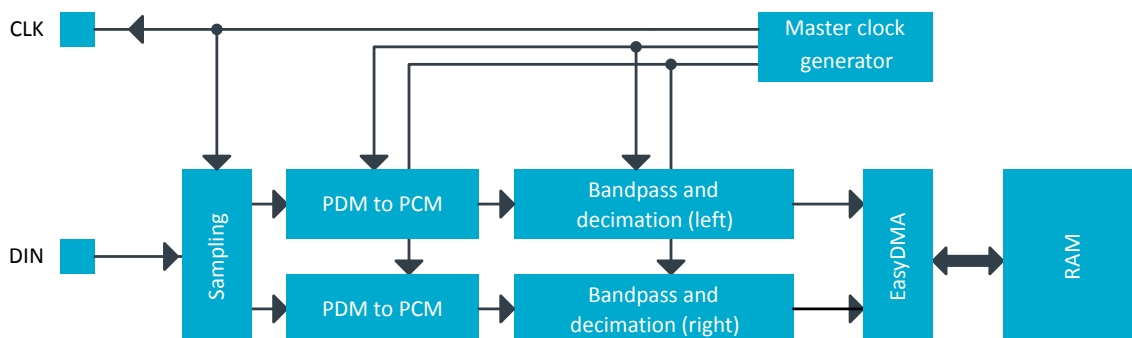 CLK
Master clock
generator
DIN
Sampling
PDM to PCM
Bandpass and
decimation (left)
PDM to PCM
Bandpass and
decimation (right)
EasyDMA
RAM